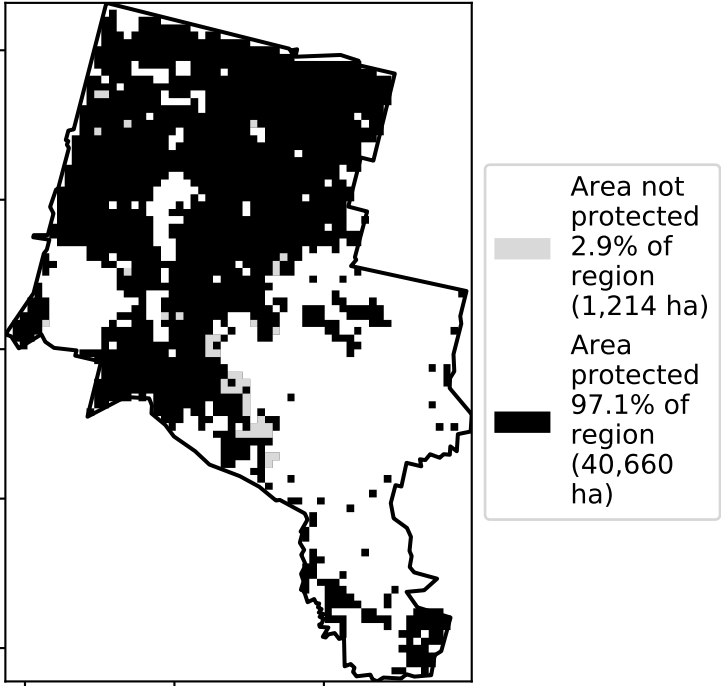 Area not
protected
2.9% of
region
(1,214 ha)
Area
protected
97.1% of
region
(40,660
ha)